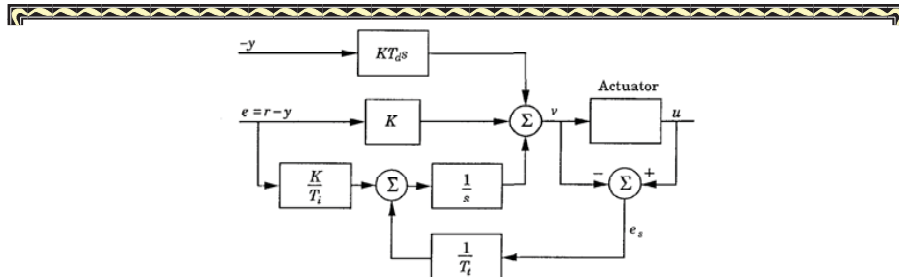 −y
KT_d s
Actuator
e = r − y
K
Σ
v
u
K
T_i
Σ
1
s
−
Σ
+
e_s
1
T_t